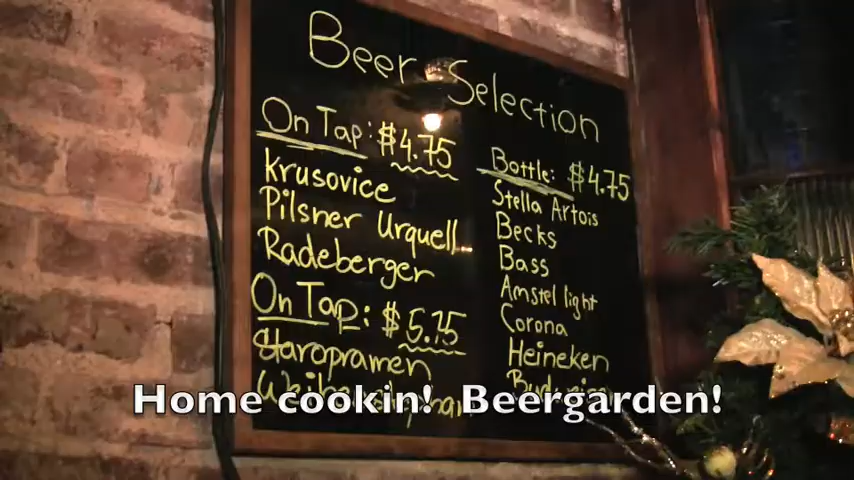 Beer Selection
On Tap: $4.75
Krusovice
Pilsner Urquell
Radeberger
On Tap: $5.75
Staropramen
Bottle: $4.75
Stella Artois
Becks
Bass
Amstel light
Corona
Heineken
Home cookin! Beergarden!